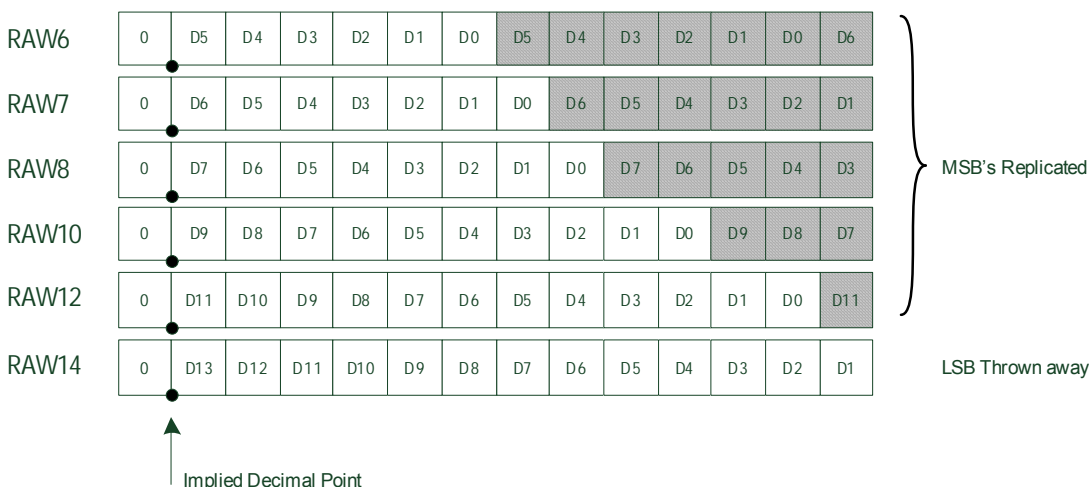 RAW6 0 D5 D4 D3 D2 D1 D0 D5 D4 D3 D2 D1 D0 D6
RAW7 0 D6 D5 D4 D3 D2 D1 D0 D6 D5 D4 D3 D2 D1
RAW8 0 D7 D6 D5 D4 D3 D2 D1 D0 D7 D6 D5 D4 D3
MSB's Replicated
RAW10 0 D9 D8 D7 D6 D5 D4 D3 D2 D1 D0 D9 D8 D7
RAW12 0 D11 D10 D9 D8 D7 D6 D5 D4 D3 D2 D1 D0 D11
RAW14 0 D13 D12 D11 D10 D9 D8 D7 D6 D5 D4 D3 D2 D1
LSB Thrown away
Implied Decimal Point